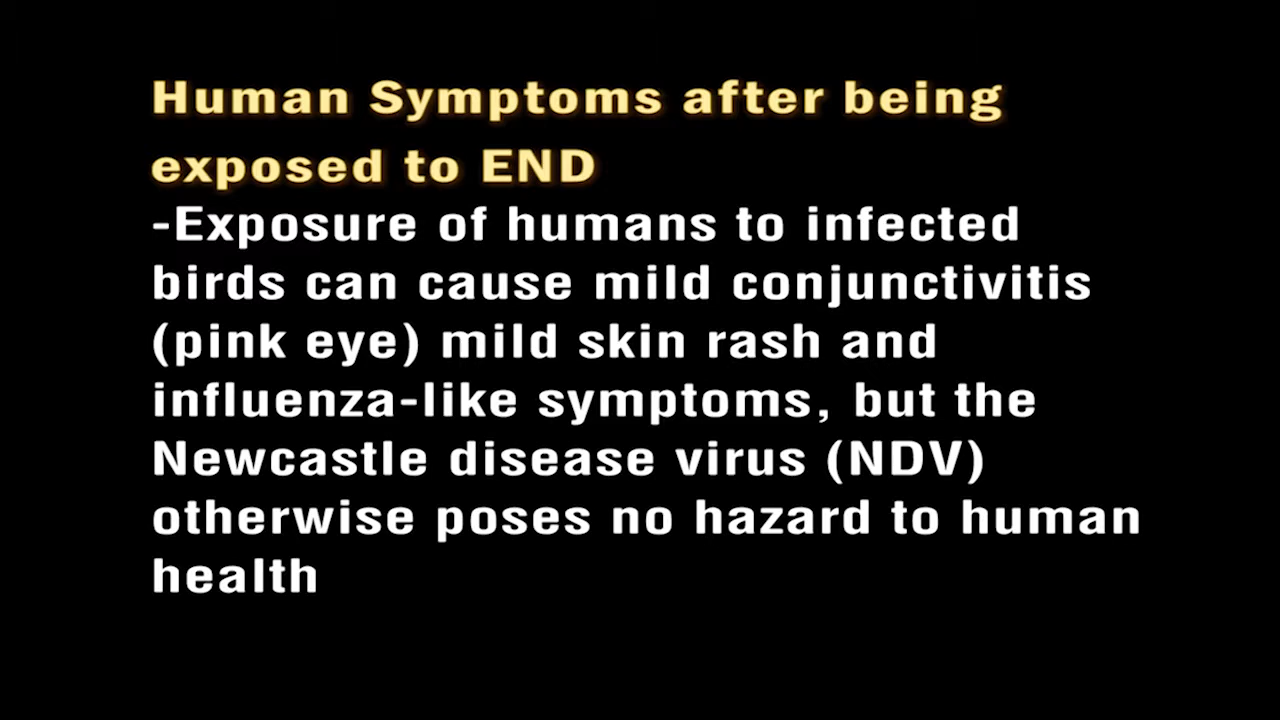 Human Symptoms after being
exposed to END
-Exposure of humans to infected
birds can cause mild conjunctivitis
(pink eye) mild skin rash and
influenza-like symptoms, but the
Newcastle disease virus (NDV)
otherwise poses no hazard to human
health